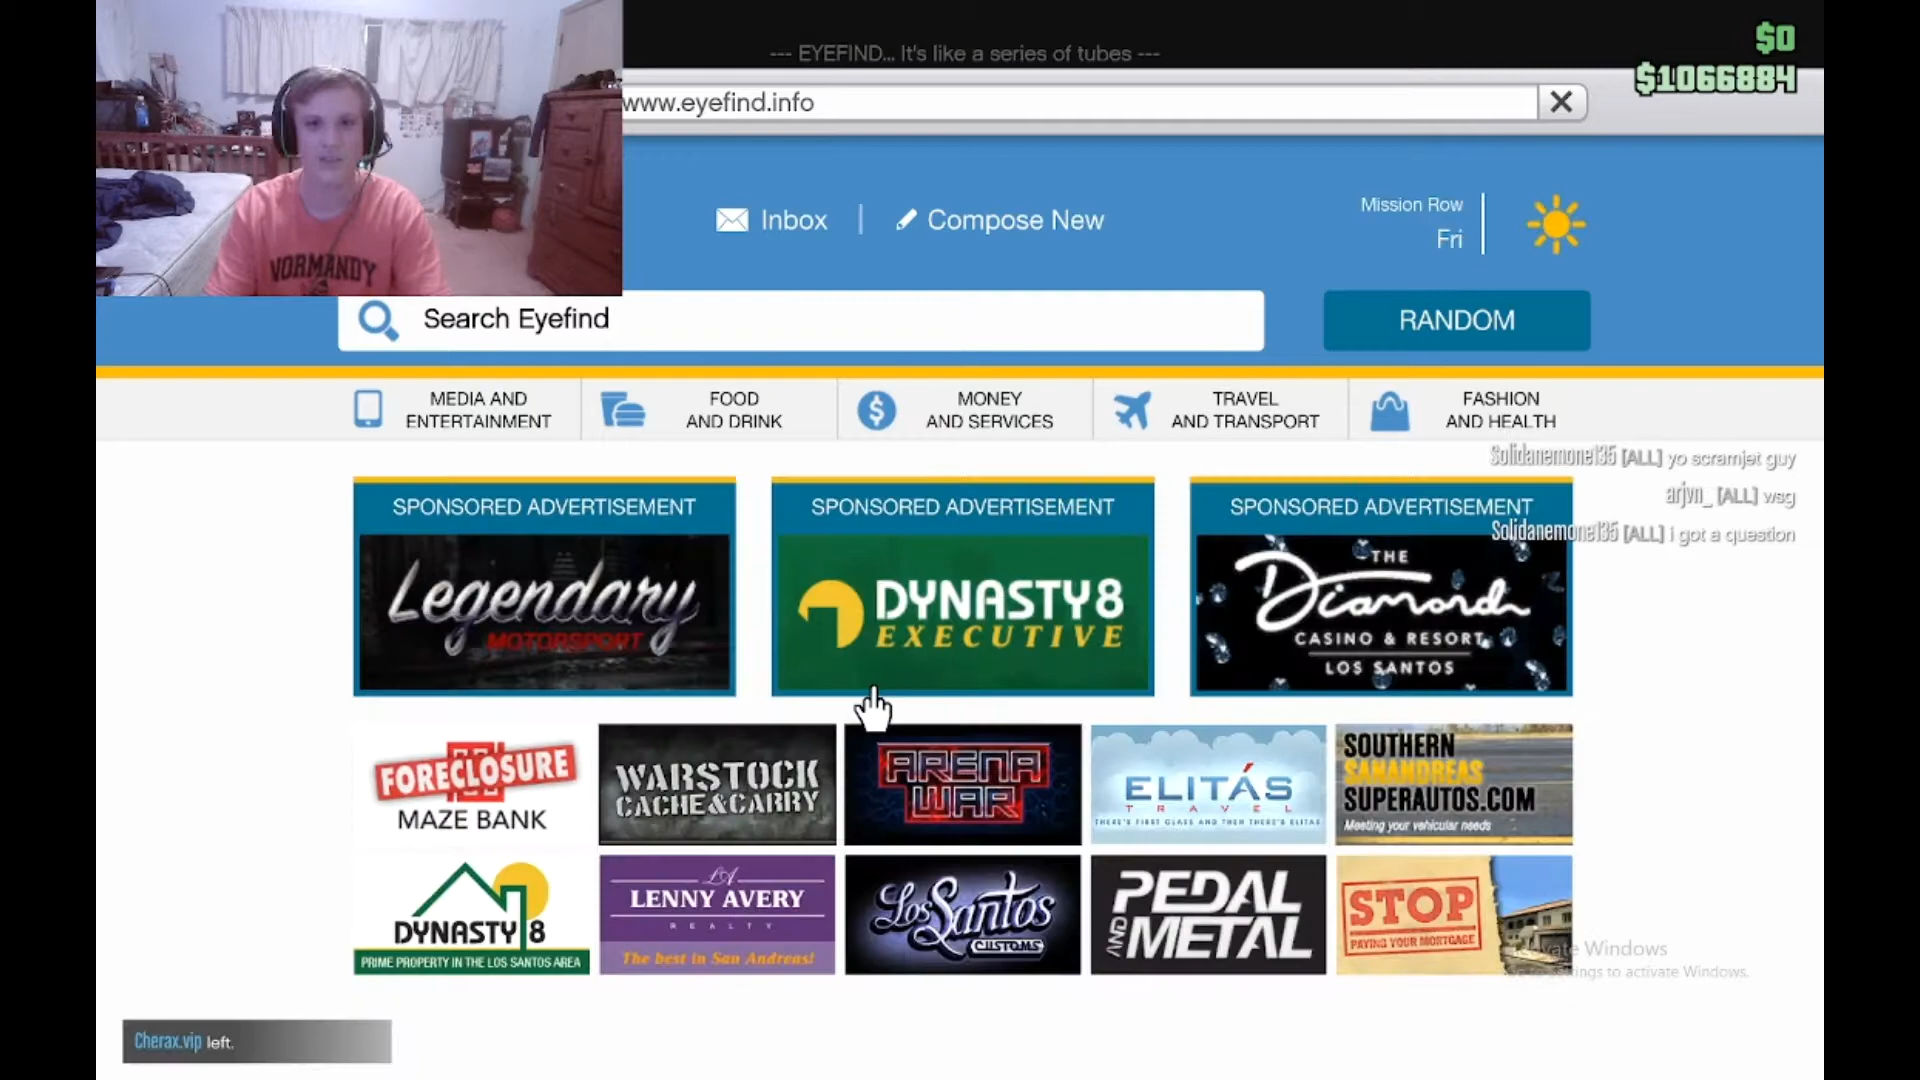 --- EYEFIND... It's like a series of tubes ---
$0
$1066884
www.eyefind.info
Inbox
Compose New
Mission Row
Fri
NORMANDY
Search Eyefind
RANDOM
MEDIA AND
ENTERTAINMENT
FOOD
AND DRINK
MONEY
AND SERVICES
TRAVEL
AND TRANSPORT
FASHION
AND HEALTH
Solidanemone135 [ALL] yo scramjet guy
arjvn_ [ALL] wsg
Solidanemone135 [ALL] i got a question
SPONSORED ADVERTISEMENT
Legendary
MOTORSPORT
SPONSORED ADVERTISEMENT
DYNASTY 8
EXECUTIVE
SPONSORED ADVERTISEMENT
THE
Diamond
CASINO & RESORT
LOS SANTOS
FORECLOSURE
MAZE BANK
WARSTOCK
CACHE & CARRY
ARENA
WAR
ELITÁS
TRAVEL
THERE'S FIRST CLASS AND THEN THERE'S ELITAS
SOUTHERN
SANANDREAS
SUPERAUTOS.COM
Meeting your vehicular needs
DYNASTY 8
PRIME PROPERTY IN THE LOS SANTOS AREA
LA
LENNY AVERY
REALTY
The best in San Andreas!
Los Santos
CUSTOMS
PEDAL
AND METAL
STOP
PAYING YOUR MORTGAGE
Windows
to activate Windows.
Cherax.vip left.